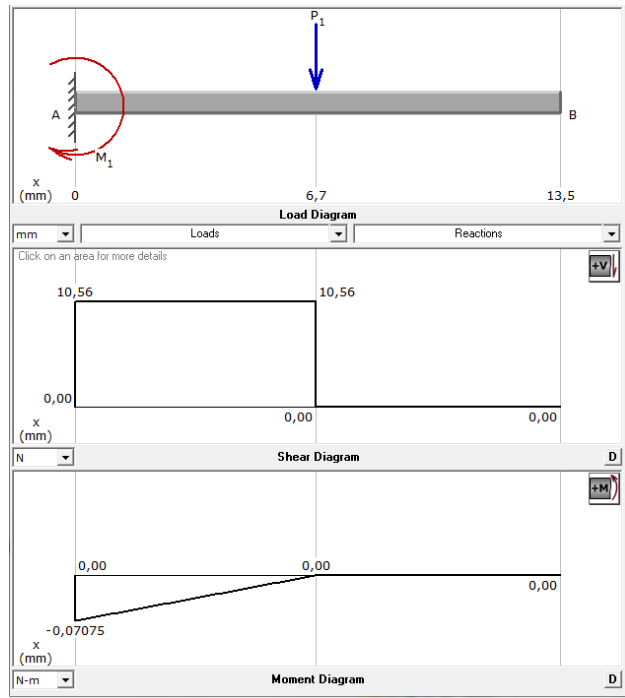 P1
A
B
M1
x
(mm) 0 6,7 13,5
Load Diagram
mm Loads Reactions
Click on an area for more details
+V
10,56 10,56
0,00
0,00 0,00
x
(mm)
N Shear Diagram D
+M
0,00 0,00
0,00
-0,07075
x
(mm)
N-m Moment Diagram D